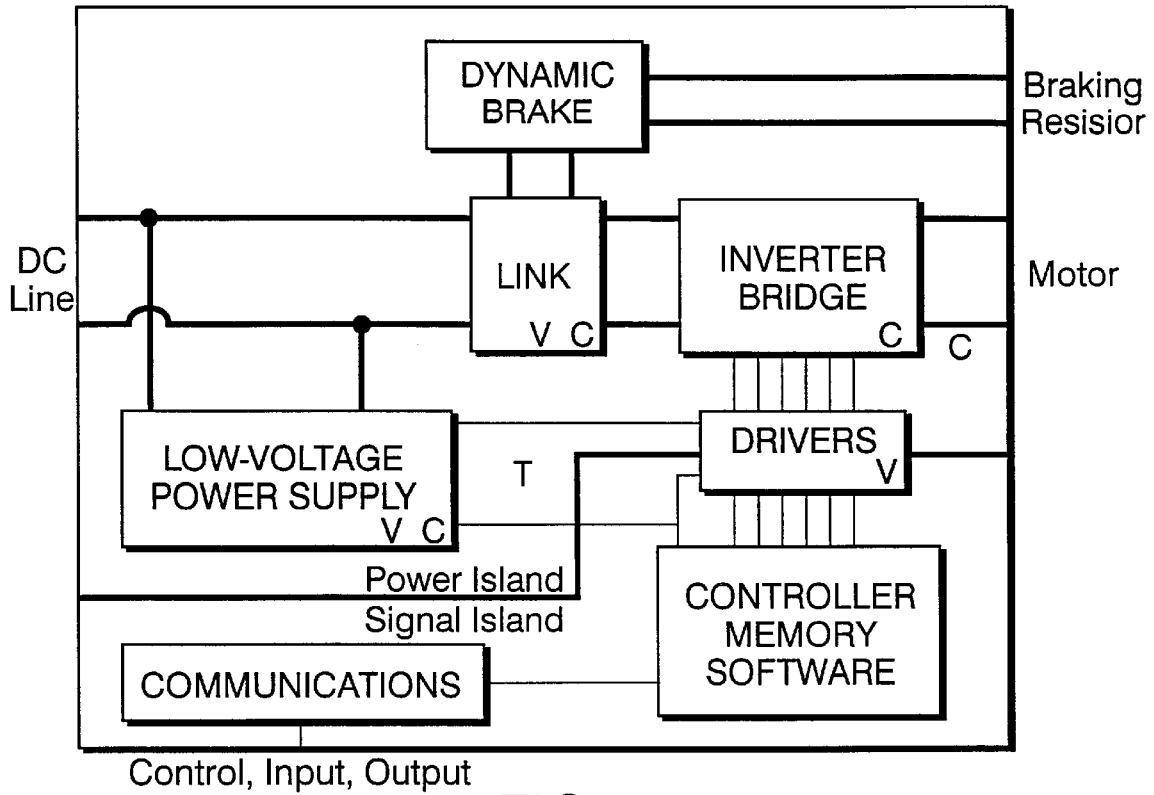 DYNAMIC
BRAKE
Braking
Resisior
DC
Line
LINK
V C
INVERTER
BRIDGE
C
C
Motor
LOW-VOLTAGE
POWER SUPPLY
V C
T
DRIVERS
V
Power Island
Signal Island
CONTROLLER
MEMORY
SOFTWARE
COMMUNICATIONS
Control, Input, Output